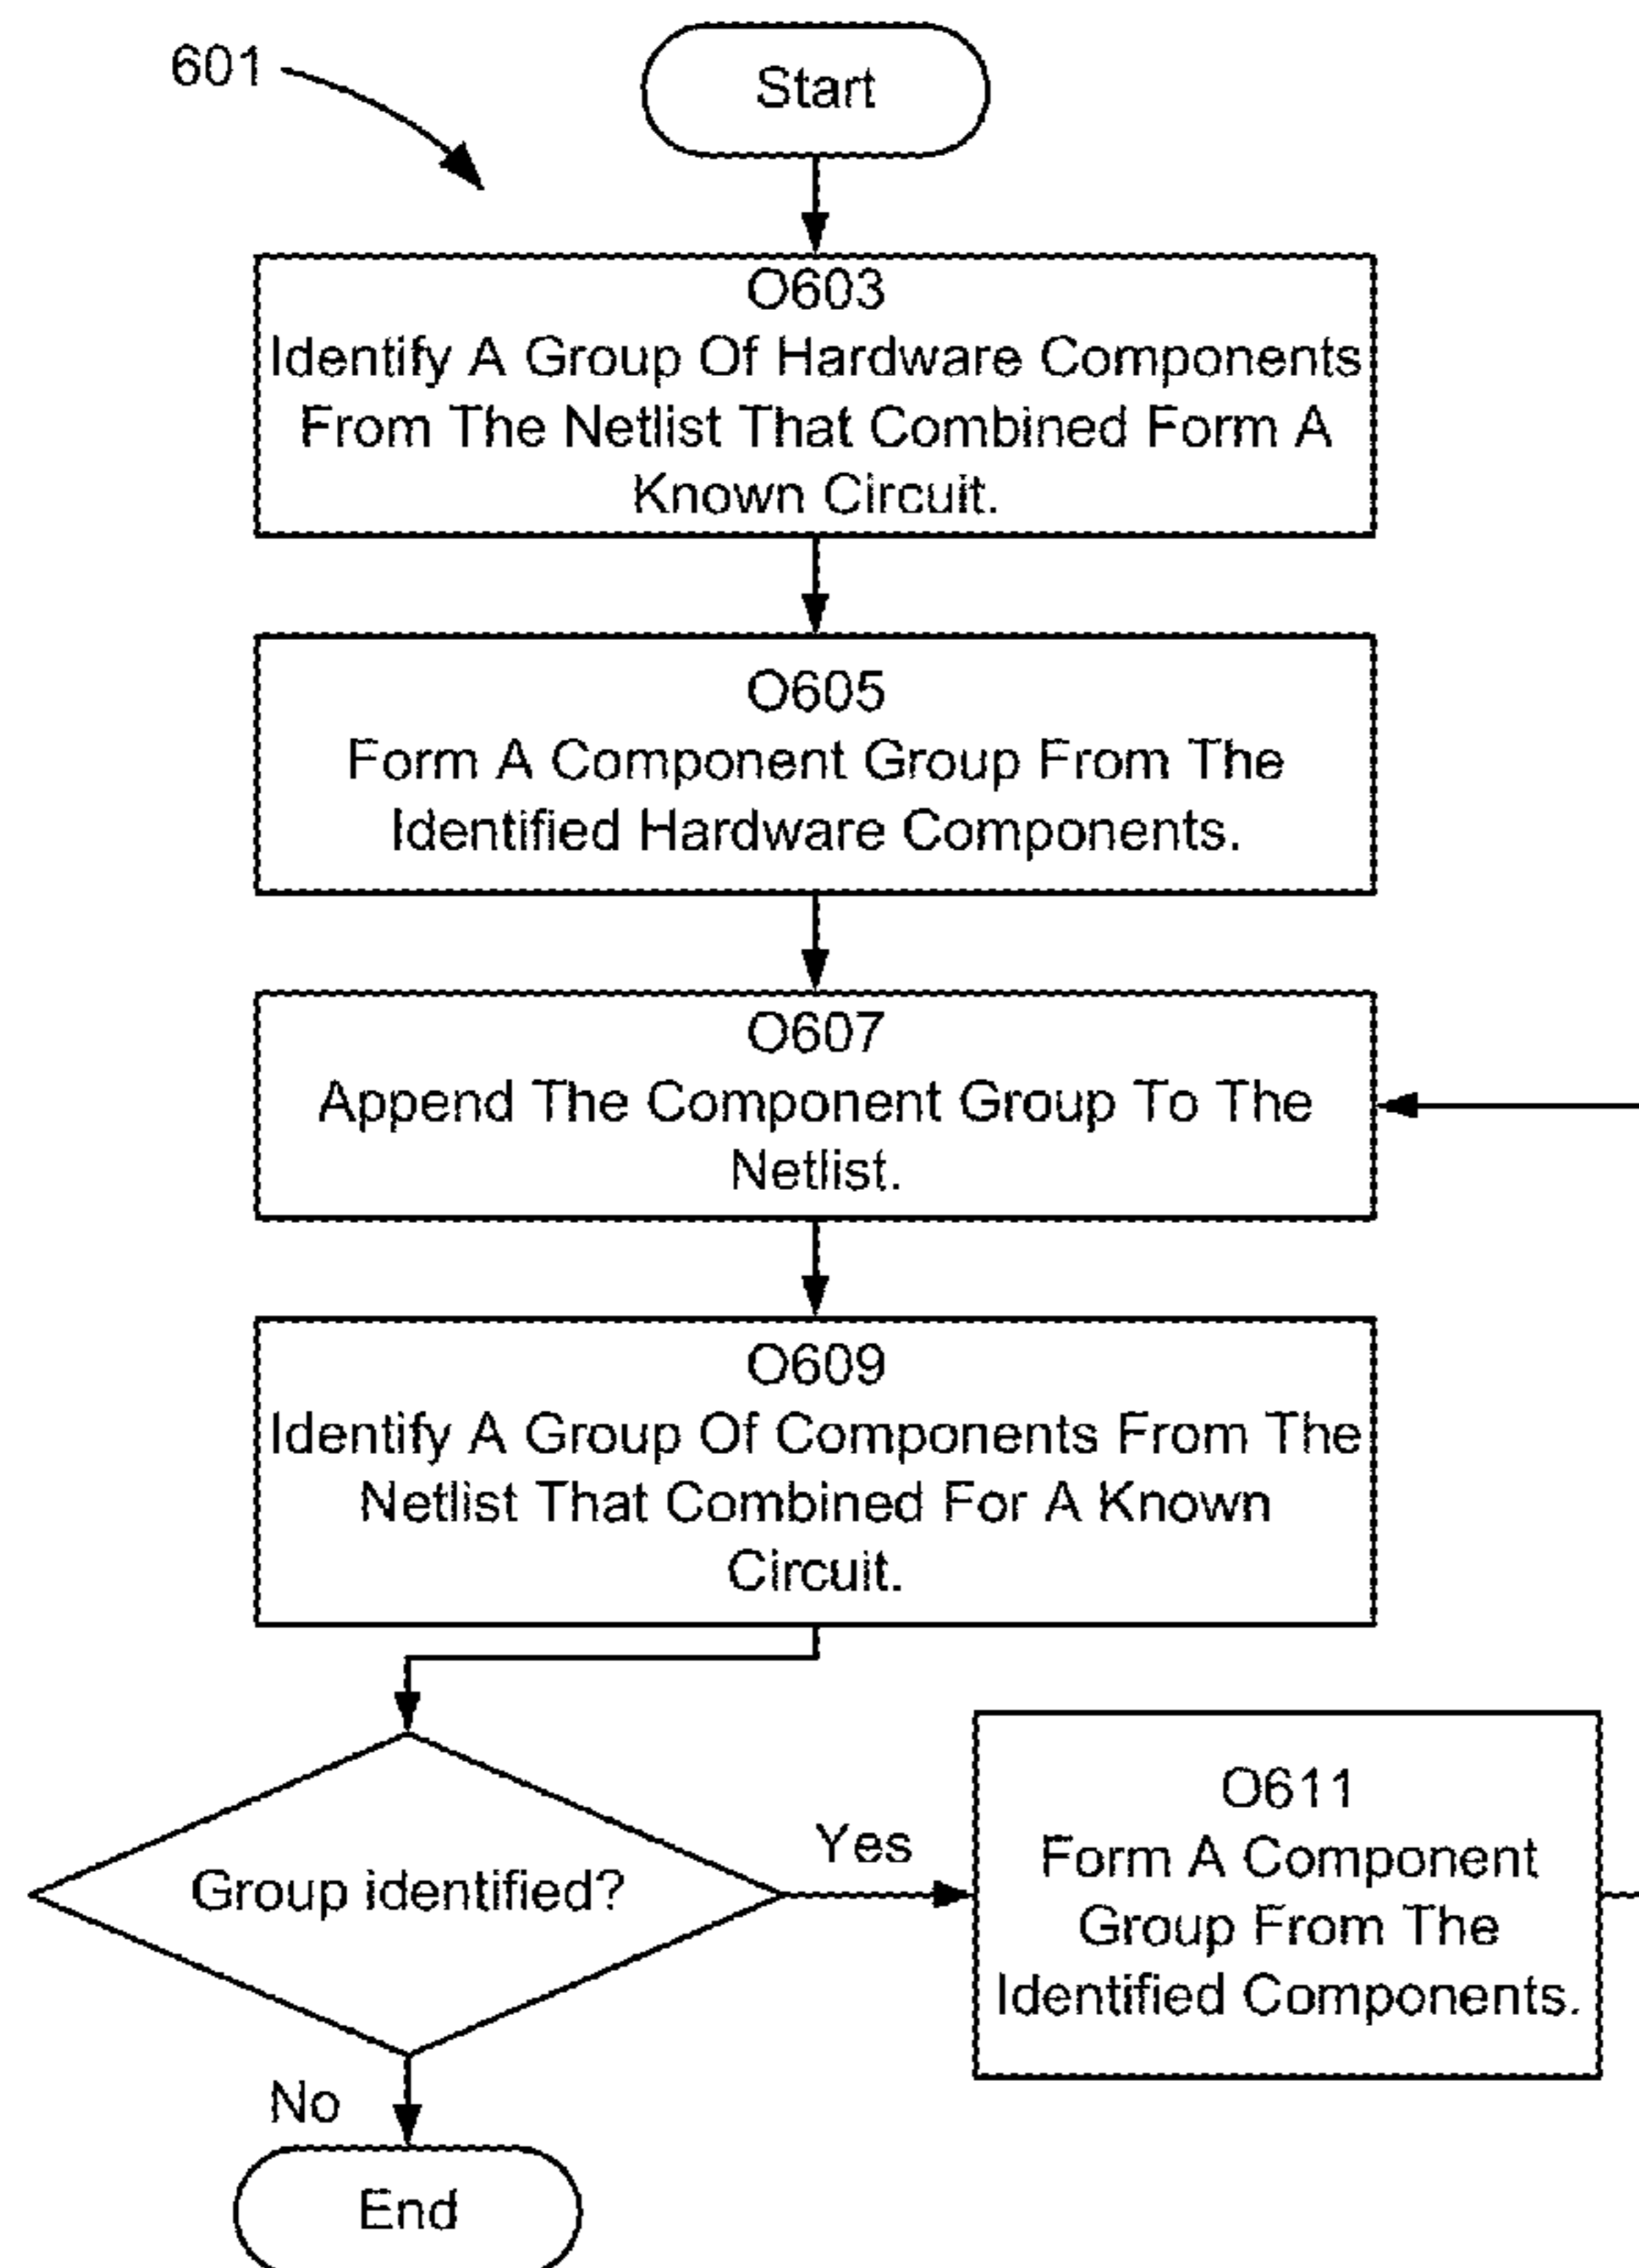 601
Start
O603
Identify A Group Of Hardware Components
From The Netlist That Combined Form A
Known Circuit.
O605
Form A Component Group From The
Identified Hardware Components.
O607
Append The Component Group To The
Netlist.
O609
Identify A Group Of Components From The
Netlist That Combined For A Known
Circuit.
Group identified?
Yes
O611
Form A Component
Group From The
Identified Components.
No
End